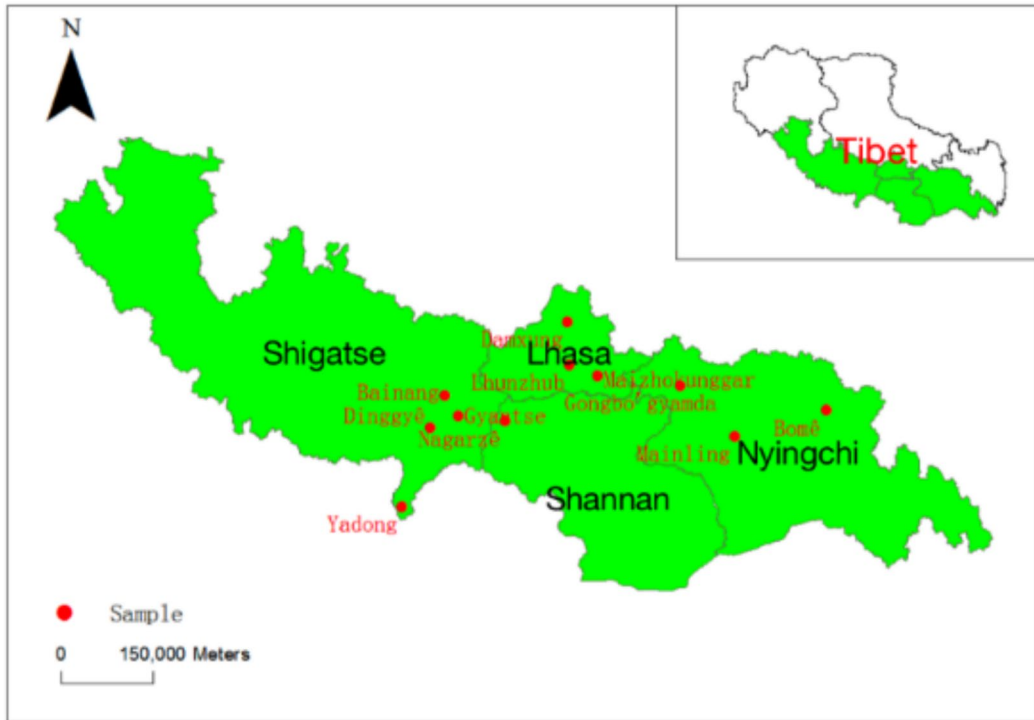 N
Tibet
Damxung
Shigatse
Lhasa
Lhunzhub
Maizhokunggar
Bainang
Gongbo'gyamda
Dinggyê
Gyantse
Nagarzê
Bomê
Mainling
Nyingchi
Shannan
Yadong
Sample
0 150,000 Meters